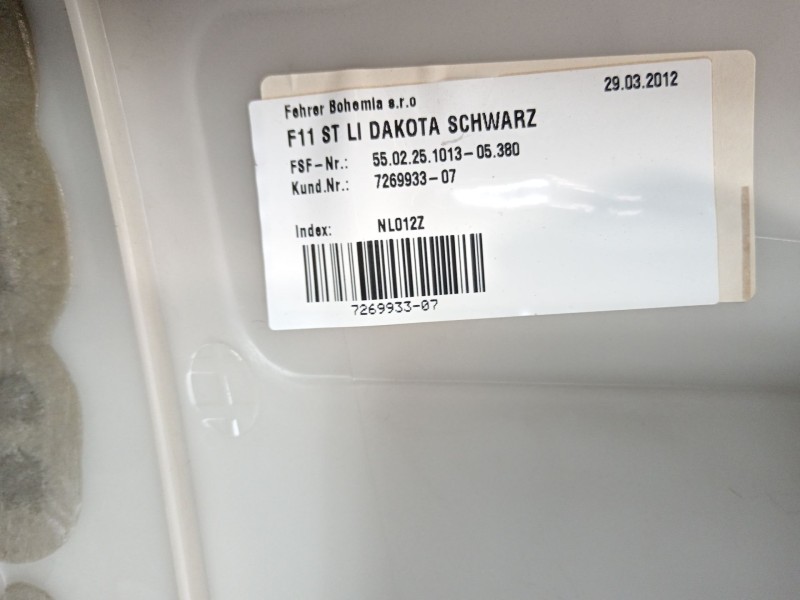 29.03.2012
Fehrer Bohemia s.r.o
F11 ST LI DAKOTA SCHWARZ
FSF-Nr.: 55.02.25.1013-05.380
Kund.Nr.: 7269933-07
Index: NL012Z
7269933-07